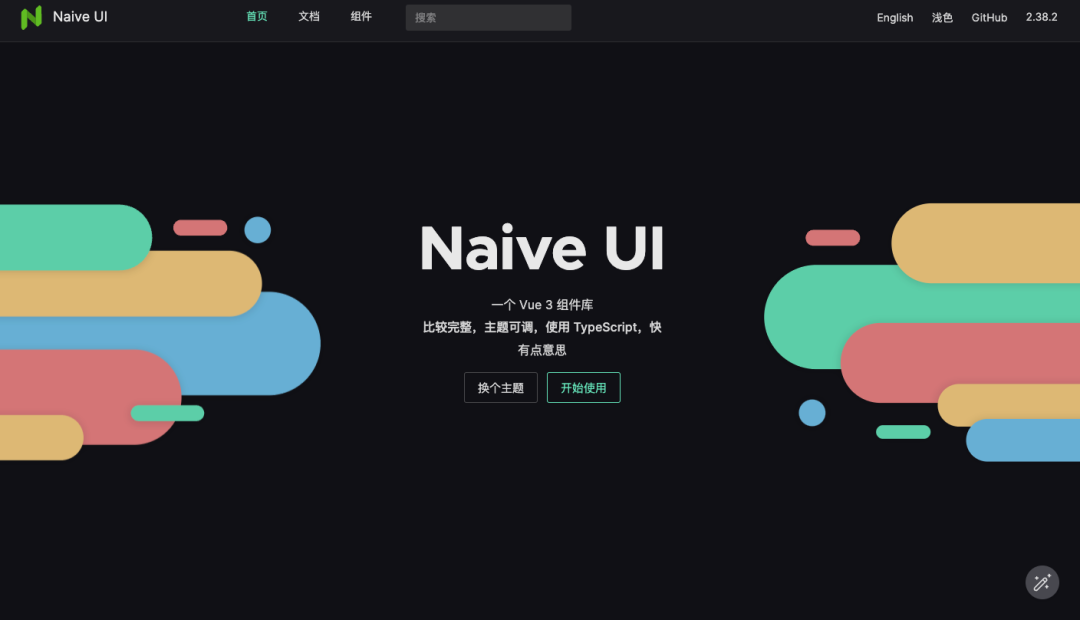 Naive UI
首页 文档 组件 搜索 English 浅色 GitHub 2.38.2
Naive UI
一个 Vue 3 组件库
比较完整，主题可调，使用 TypeScript，快
有点意思
换个主题 开始使用